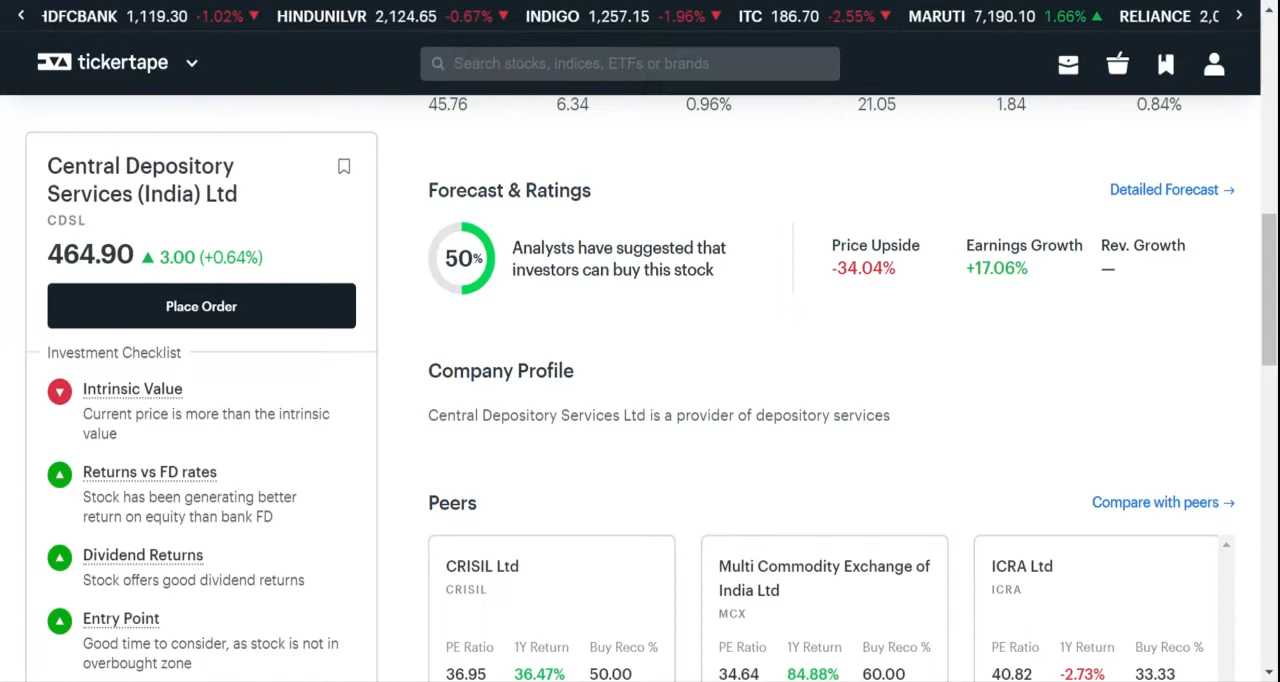 HDFCBANK 1,119.30 -1.02% HINDUNILVR 2,124.65 -0.67% INDIGO 1,257.15 -1.96% ITC 186.70 -2.55% MARUTI 7,190.10 1.66% RELIANCE
tickertape
Search stocks, indices, ETFs or brands
45.76 6.34 0.96% 21.05 1.84 0.84%
Central Depository
Services (India) Ltd
CDSL
464.90 3.00 (+0.64%)
Place Order
Investment Checklist
Intrinsic Value
Current price is more than the intrinsic
value
Returns vs FD rates
Stock has been generating better
return on equity than bank FD
Dividend Returns
Stock offers good dividend returns
Entry Point
Good time to consider, as stock is not in
overbought zone
Forecast & Ratings
Detailed Forecast →
50%
Analysts have suggested that
investors can buy this stock
Price Upside Earnings Growth Rev. Growth
-34.04% +17.06% —
Company Profile
Central Depository Services Ltd is a provider of depository services
Peers
Compare with peers →
CRISIL Ltd
CRISIL
PE Ratio 1Y Return Buy Reco %
36.95 36.47% 50.00
Multi Commodity Exchange of
India Ltd
MCX
PE Ratio 1Y Return Buy Reco %
34.64 84.88% 60.00
ICRA Ltd
ICRA
PE Ratio 1Y Return Buy Reco %
40.82 -2.73% 33.33